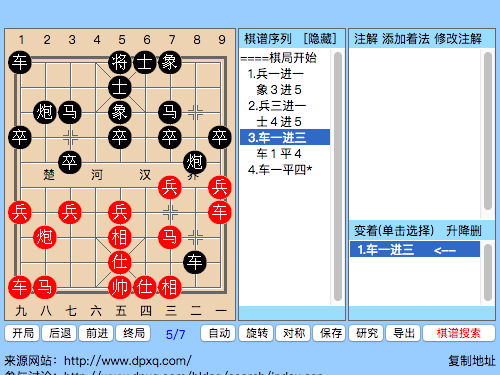 1 2 3 4 5 6 7 8 9
车 将 士 象
士
炮 马 象 马
卒 卒 卒 卒
卒 炮
楚 河 汉 界
兵 兵
兵 兵 兵 车
炮 相 马
仕 车
车 马 帅 仕 相
九 八 七 六 五 四 三 二 一
棋谱序列 [隐藏]
====棋局开始
1.兵一进一
象3进5
2.兵三进一
士4进5
3.车一进三
车1平4
4.车一平四*
注解 添加着法 修改注解
变着(单击选择) 升降删
1.车一进三 <--
开局 后退 前进 终局 5/7 自动 旋转 对称 保存 研究 导出 棋谱搜索
来源网站: http://www.dpxq.com/ 复制地址